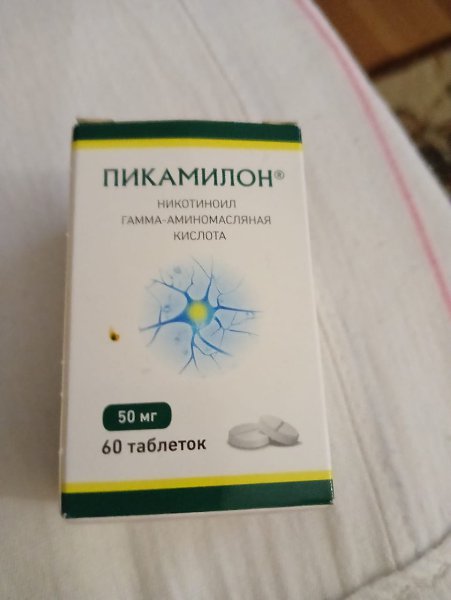 ПИКАМИЛОН®
НИКОТИНОИЛ
ГАММА-АМИНОМАСЛЯНАЯ
КИСЛОТА
50 мг
60 таблеток